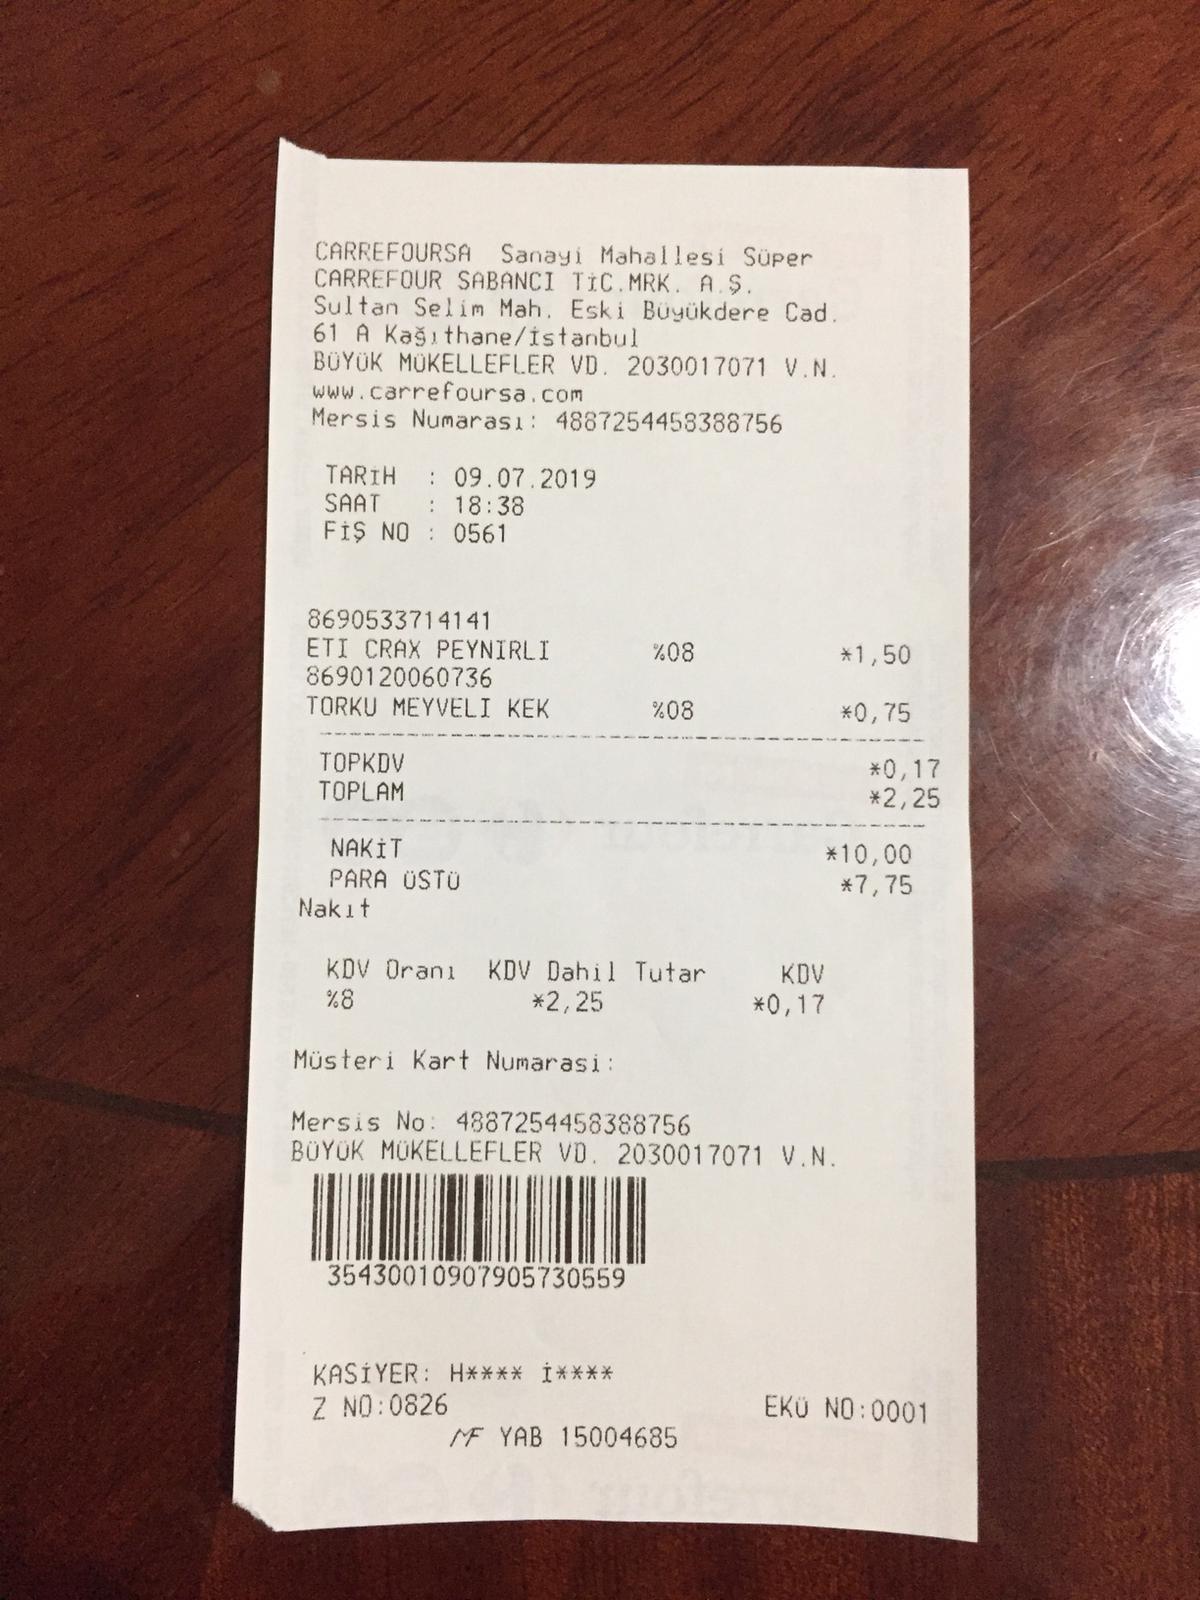 CARREFOURSA Sanayi Mahallesi Süper
CARREFOUR SABANCI TİC.MRK. A.Ş.
Sultan Selim Mah. Eski Büyükdere Cad.
61 A Kağıthane/İstanbul
BÜYÜK MÜKELLEFLER VD. 2030017071 V.N.
www.carrefoursa.com
Mersis Numarası: 4887254458388756
TARİH : 09.07.2019
SAAT : 18:38
FİŞ NO : 0561
8690533714141
ETI CRAX PEYNIRLI %08 *1,50
8690120060736
TORKU MEYVELI KEK %08 *0,75
TOPKDV *0,17
TOPLAM *2,25
NAKİT *10,00
PARA ÜSTÜ *7,75
Nakıt
KDV Oranı KDV Dahil Tutar KDV
%8 *2,25 *0,17
Müsteri Kart Numarasi:
Mersis No: 4887254458388756
BÜYÜK MÜKELLEFLER VD. 2030017071 V.N.
35430010907905730559
KASİYER: H**** İ****
Z NO:0826 EKÜ NO:0001
MF YAB 15004685